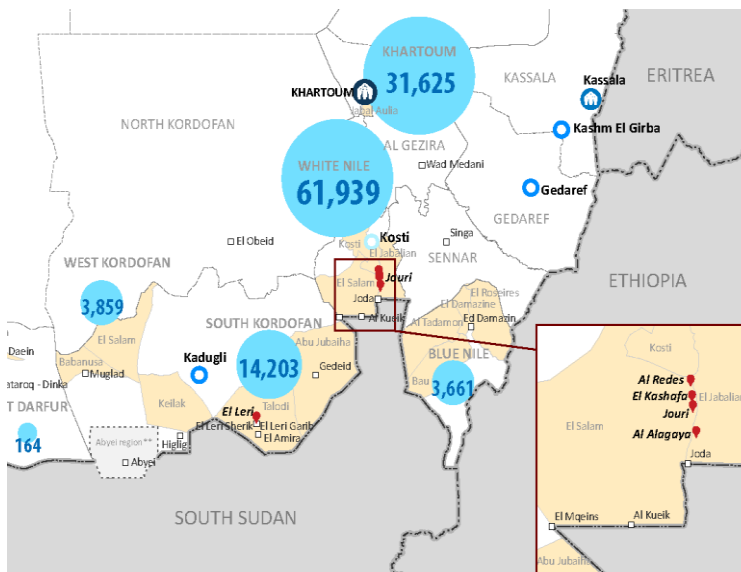 KHARTOUM
31,625
KHARTOUM
Jabal Aulia
KASSALA
Kassala
ERITREA
NORTH KORDOFAN
AL GEZIRA
Kashm El Girba
WHITE NILE
61,939
Wad Medani
Gedaref
GEDAREF
Kosti
Kosti
El Jabalian
El Obeid
Singa
SENNAR
WEST KORDOFAN
3,859
El Salam
Jouri
Joda
Al Kueik
ETHIOPIA
El Roseires
El Damazine
Ed Damazin
Al Tadamon
SOUTH KORDOFAN
Abu Jubaiha
El Salam
Babanusa
Muglad
Daein
Kadugli
14,203
Gedeid
BLUE NILE
Bau
3,661
ataroq - Dinka
Keilak
Talodi
El Leri
El Leri Sherik
El Leri Garib
El Amira
T DARFUR
164
Abyei region**
Higlig
Abyei
SOUTH SUDAN
Kosti
Al Redes
El Kashafa
El Jabalian
Jouri
El Salam
Al Alagaya
Joda
El Mqeins
Al Kueik
Abu Jubaiha